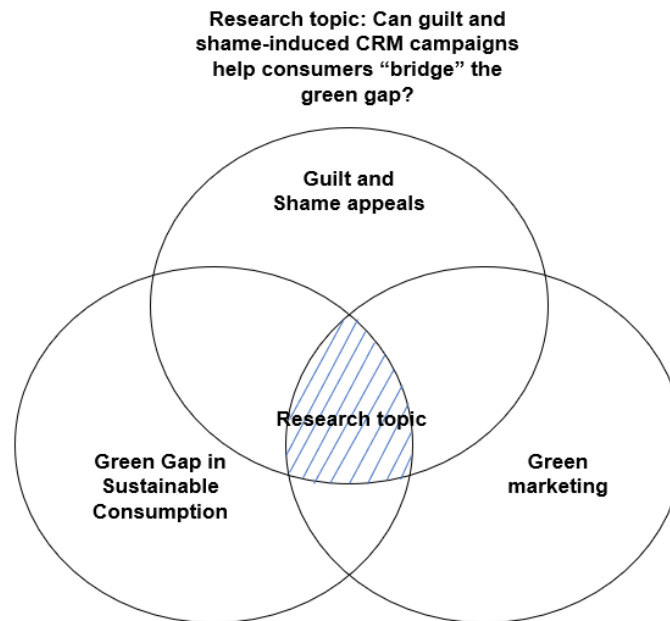 Research topic: Can guilt and
shame-induced CRM campaigns
help consumers “bridge” the
green gap?
Guilt and
Shame appeals
Research topic
Green Gap in
Sustainable
Consumption
Green
marketing